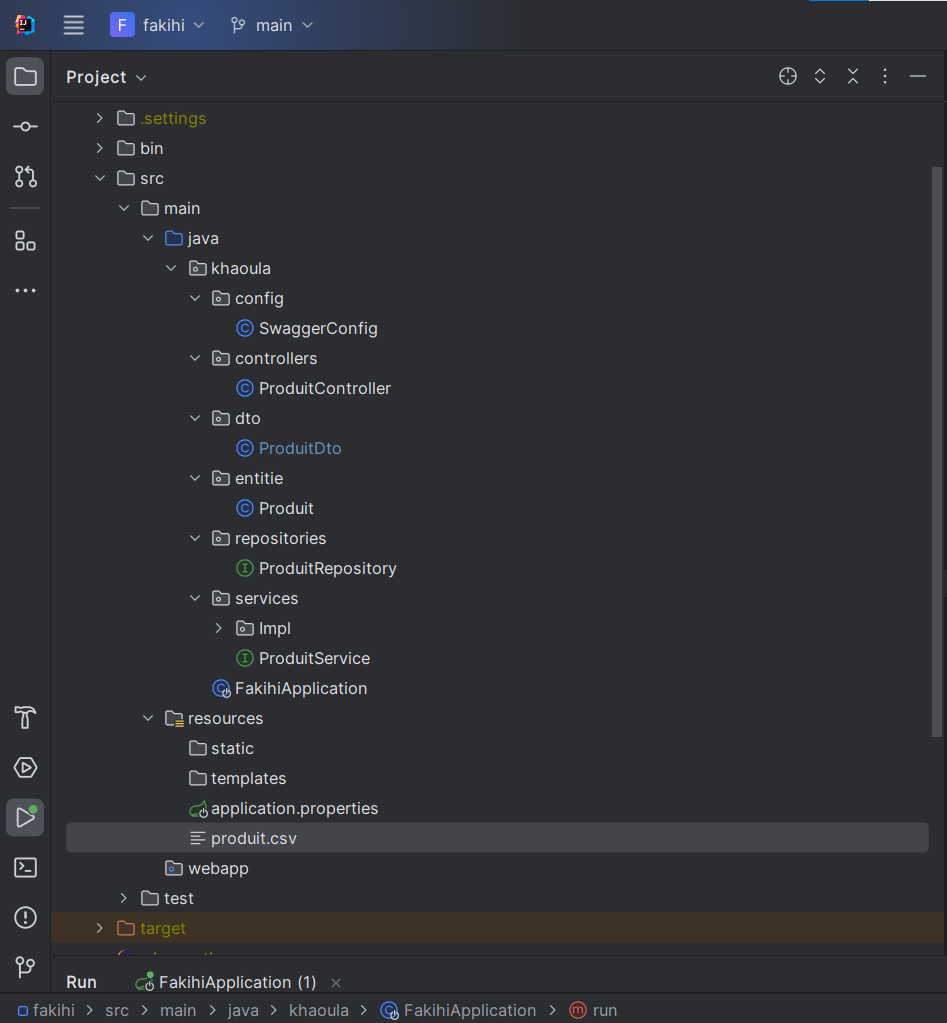 F fakihi main
Project
.settings
bin
src
main
java
khaoula
config
SwaggerConfig
controllers
ProduitController
dto
ProduitDto
entitie
Produit
repositories
ProduitRepository
services
Impl
ProduitService
FakihiApplication
resources
static
templates
application.properties
produit.csv
webapp
test
target
Run FakihiApplication (1)
fakihi > src > main > java > khaoula > FakihiApplication > run